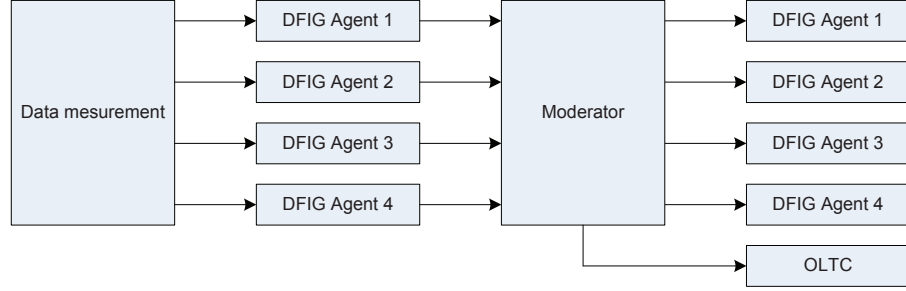 DFIG Agent 1
DFIG Agent 1
DFIG Agent 2
DFIG Agent 2
Data mesurement
Moderator
DFIG Agent 3
DFIG Agent 3
DFIG Agent 4
DFIG Agent 4
OLTC